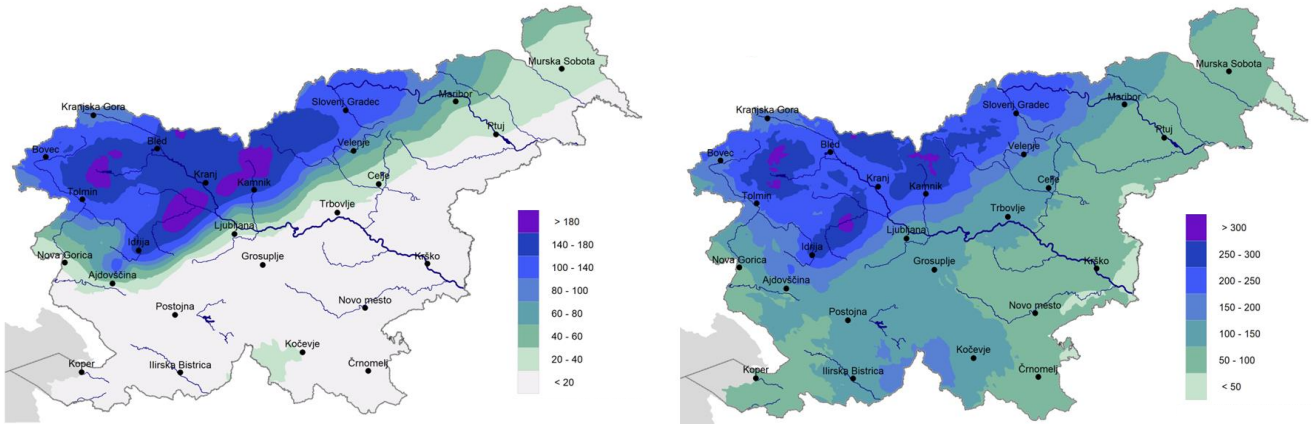 Murska Sobota
Kranjska Gora
Slovenj Gradec
Maribor
Ptuj
Bovec
Bled
Velenje
Kranj
Kamnik
Celje
Tolmin
Trbovlje
Ljubljana
Idrija
Nova Gorica
Grosuplje
Krško
Ajdovščina
Postojna
Novo mesto
Kočevje
Koper
Ilirska Bistrica
Črnomelj
> 180
140 - 180
100 - 140
80 - 100
60 - 80
40 - 60
20 - 40
< 20
Murska Sobota
Kranjska Gora
Slovenj Gradec
Maribor
Ptuj
Bovec
Bled
Velenje
Kranj
Kamnik
Celje
Tolmin
Trbovlje
Ljubljana
Idrija
Nova Gorica
Grosuplje
Krško
Ajdovščina
Postojna
Novo mesto
Kočevje
Koper
Ilirska Bistrica
Črnomelj
> 300
250 - 300
200 - 250
150 - 200
100 - 150
50 - 100
< 50